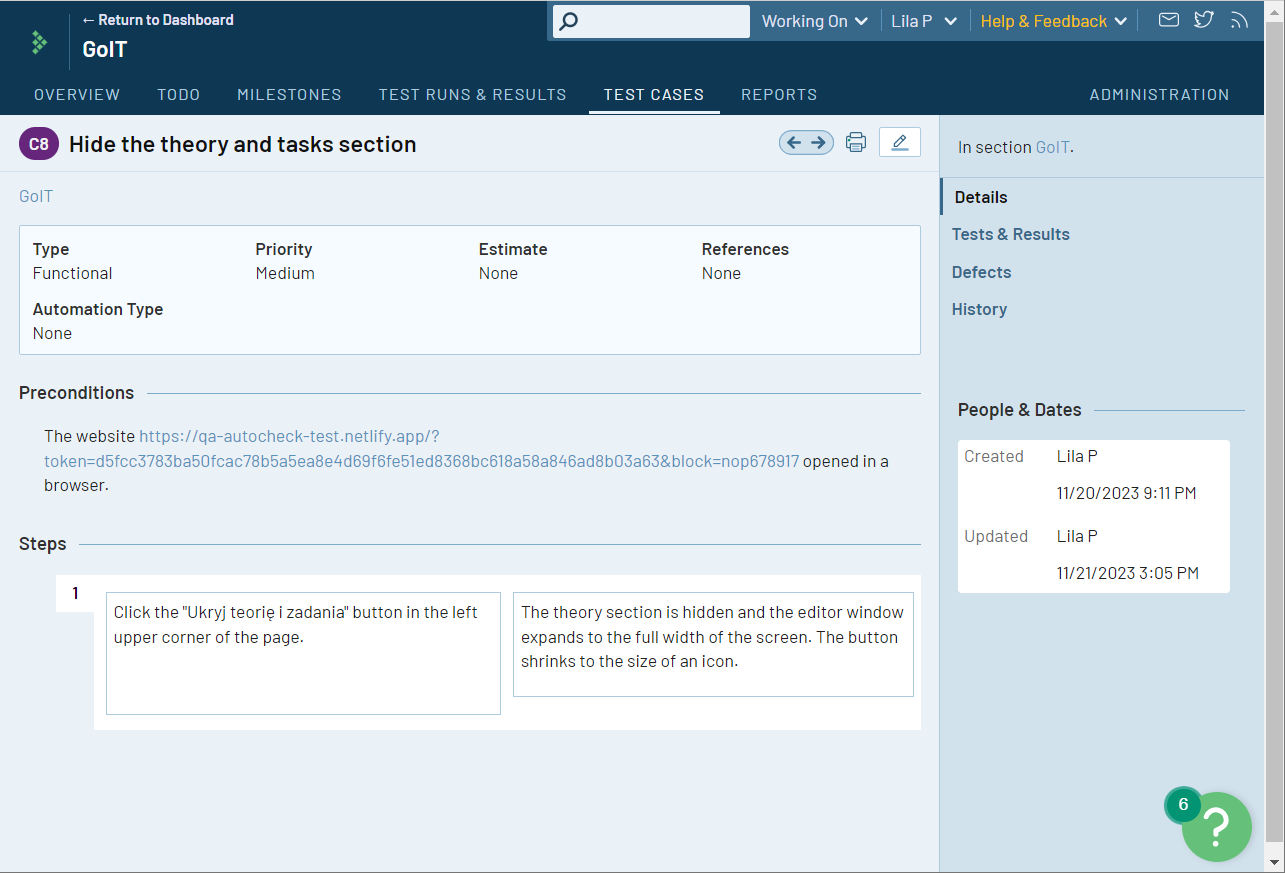 ← Return to Dashboard
GoIT
Working On
Lila P
Help & Feedback
OVERVIEW
TODO
MILESTONES
TEST RUNS & RESULTS
TEST CASES
REPORTS
ADMINISTRATION
C8
Hide the theory and tasks section
In section GoIT.
GoIT
Details
Tests & Results
Defects
History
Type
Functional
Priority
Medium
Estimate
None
References
None
Automation Type
None
Preconditions
The website https://qa-autocheck-test.netlify.app/?
token=d5fcc3783ba50fcac78b5a5ea8e4d69f6fe51ed8368bc618a58a846ad8b03a63&block=nop678917 opened in a
browser.
People & Dates
Created
Lila P
11/20/2023 9:11 PM
Updated
Lila P
11/21/2023 3:05 PM
Steps
1
Click the "Ukryj teorię i zadania" button in the left
upper corner of the page.
The theory section is hidden and the editor window
expands to the full width of the screen. The button
shrinks to the size of an icon.
6
?